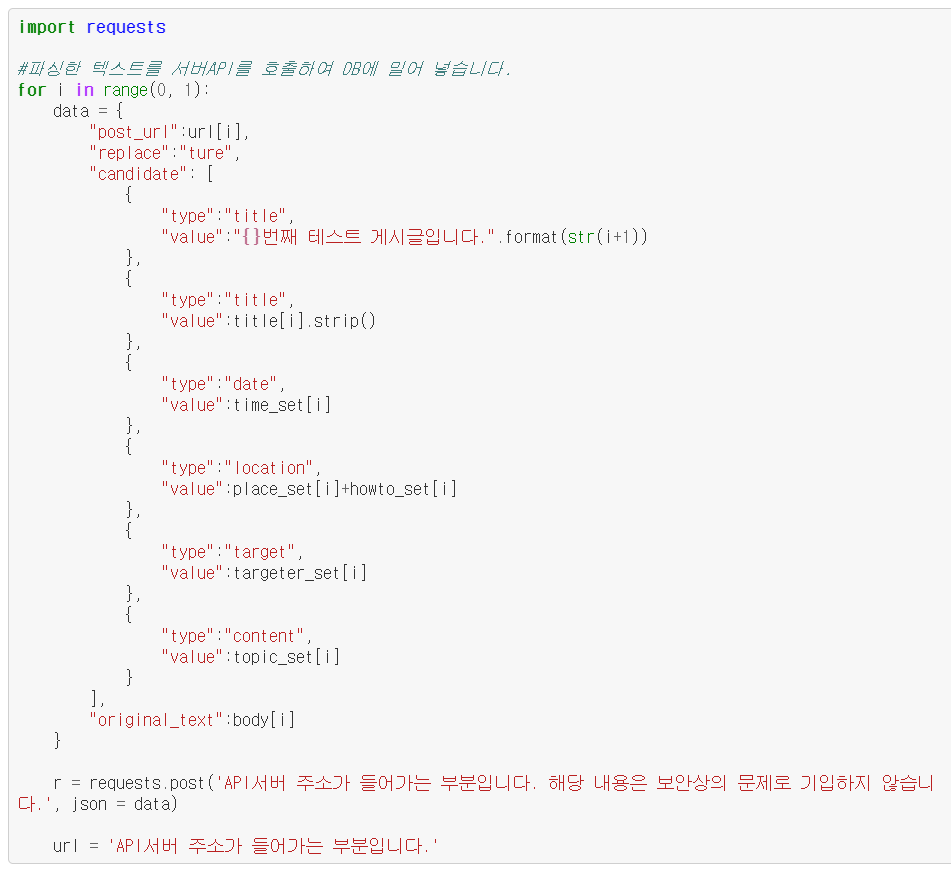 import requests
#파싱한 텍스트를 서버API를 호출하여 DB에 밀어 넣습니다.
for i in range(0, 1):
    data = {
        "post_url":url[i],
        "replace":"ture",
        "candidate": [
            {
                "type":"title",
                "value":"{}번째 테스트 게시글입니다.".format(str(i+1))
            },
            {
                "type":"title",
                "value":title[i].strip()
            },
            {
                "type":"date",
                "value":time_set[i]
            },
            {
                "type":"location",
                "value":place_set[i]+howto_set[i]
            },
            {
                "type":"target",
                "value":targeter_set[i]
            },
            {
                "type":"content",
                "value":topic_set[i]
            }
        ],
        "original_text":body[i]
    }
    r = requests.post('API서버 주소가 들어가는 부분입니다. 해당 내용은 보안상의 문제로 기입하지 않습니
다.', json = data)
    url = 'API서버 주소가 들어가는 부분입니다.'